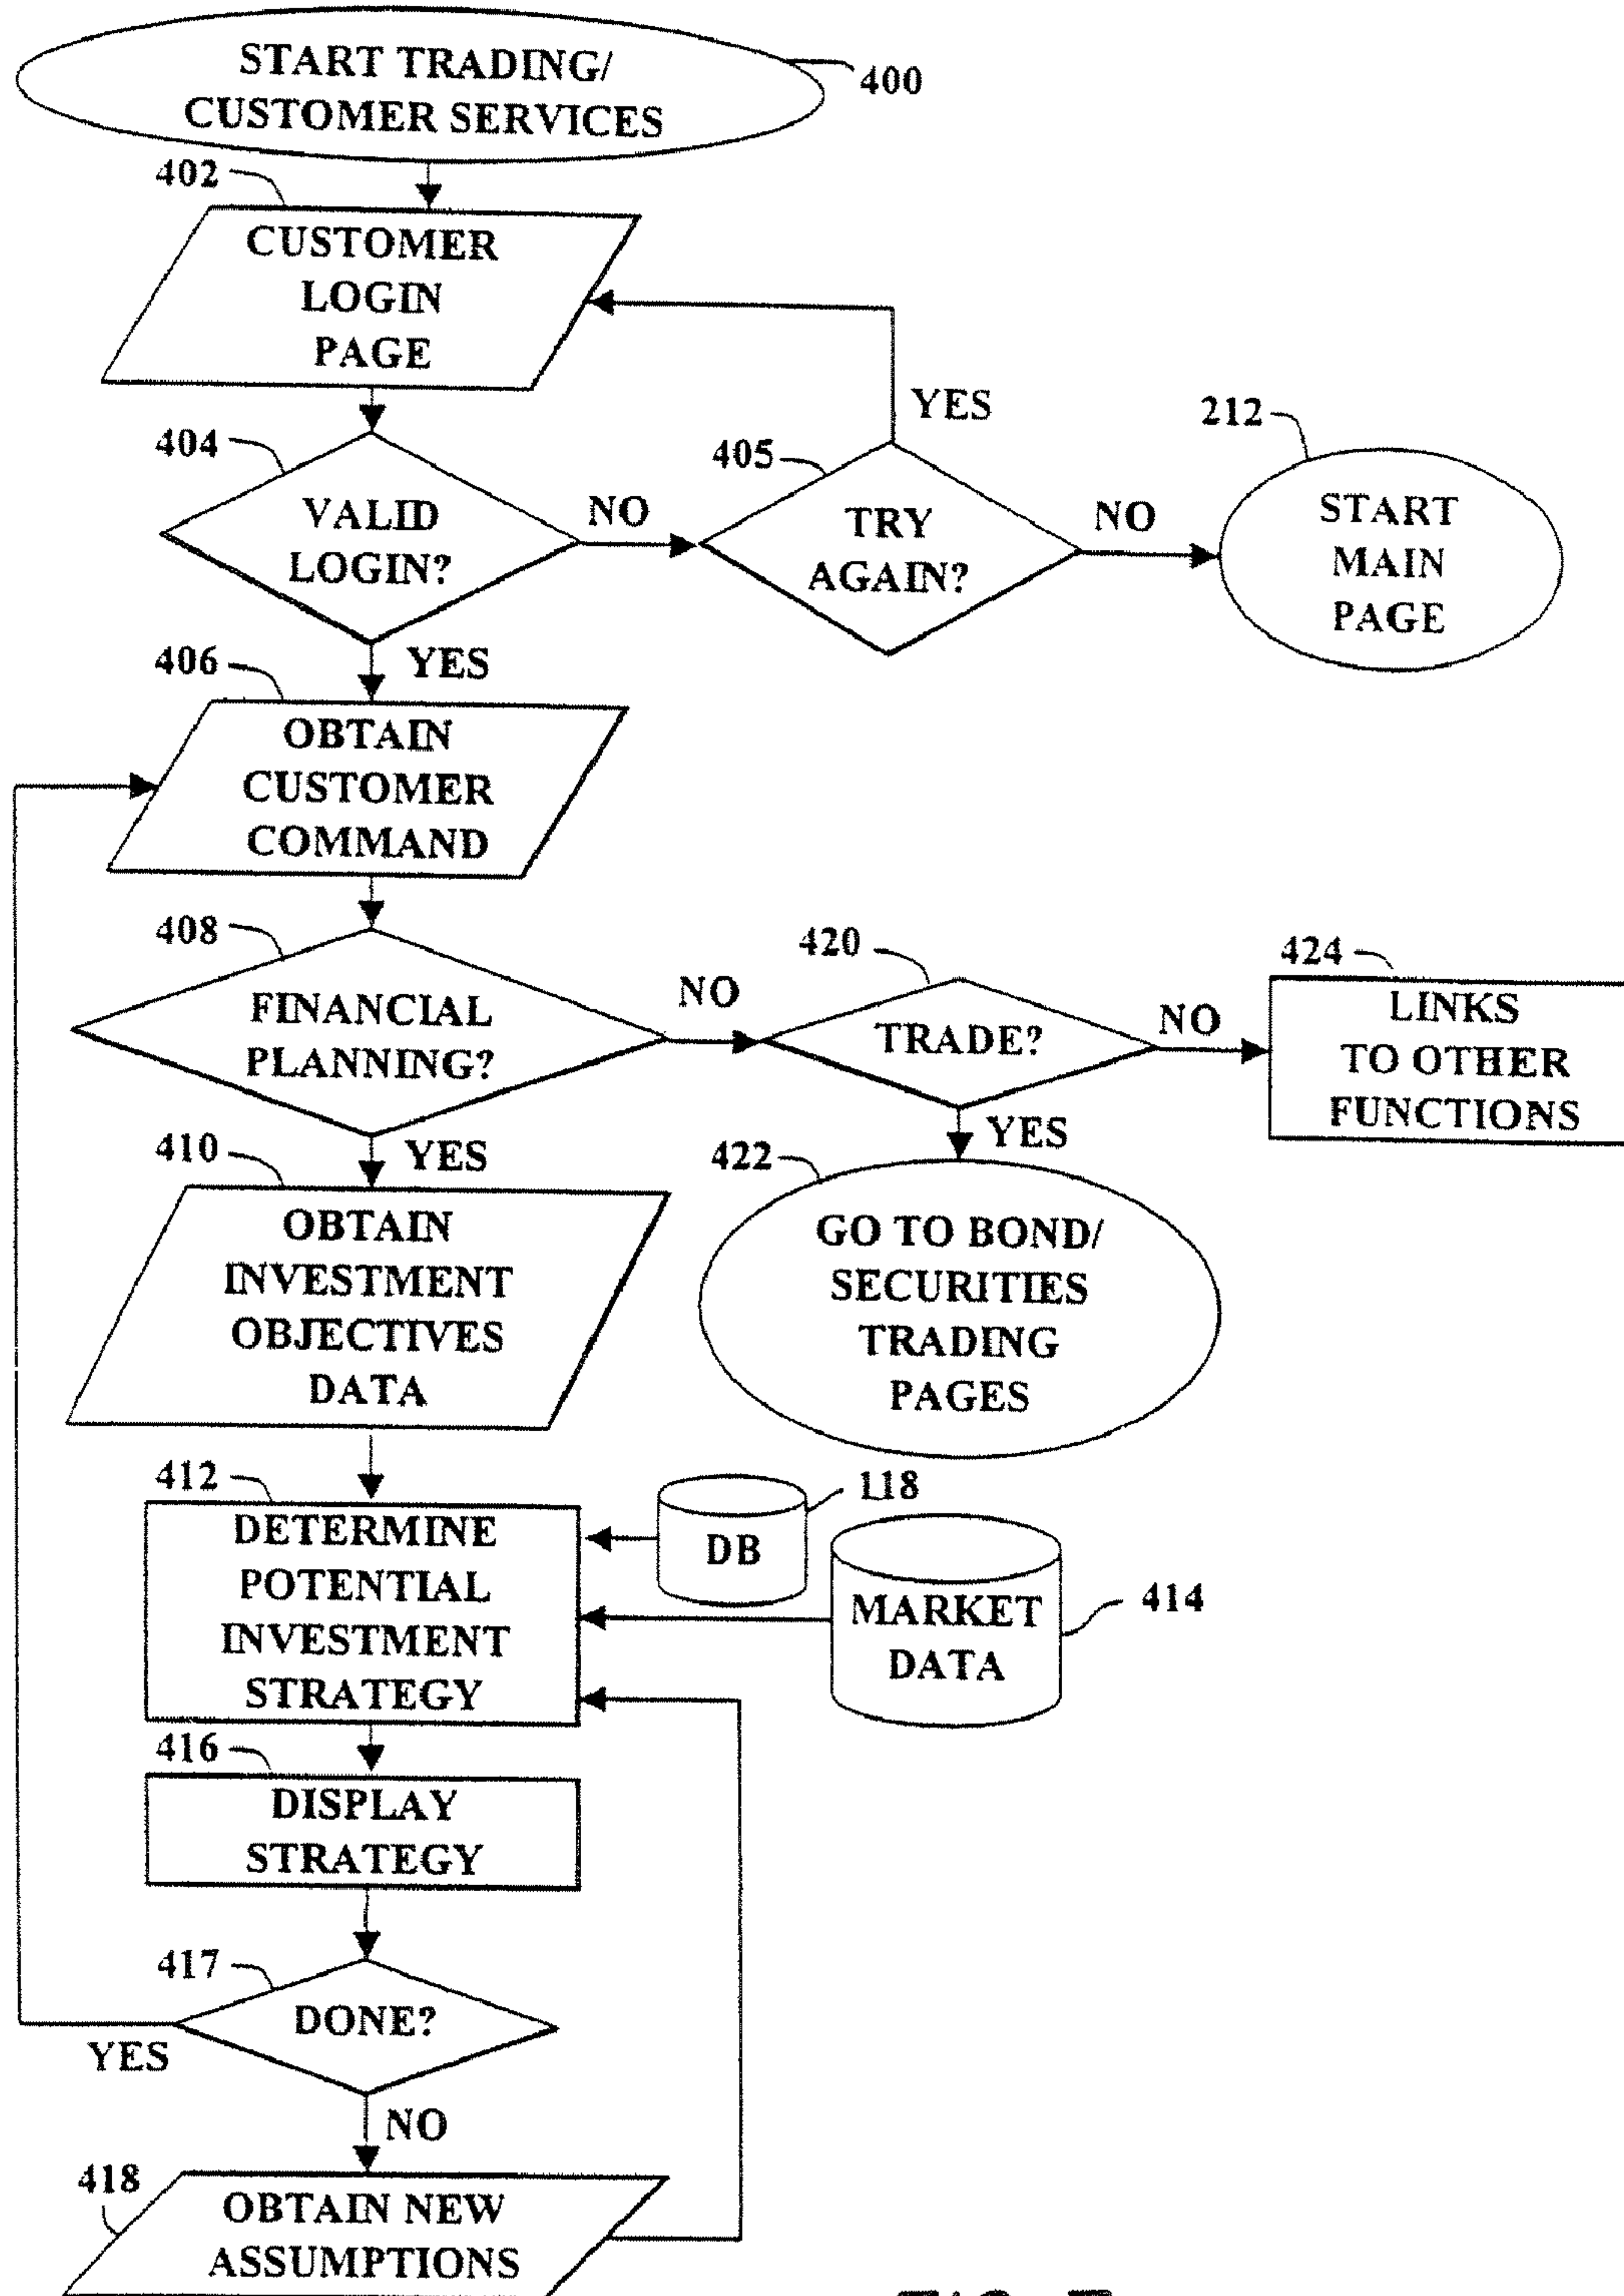 START TRADING/
CUSTOMER SERVICES
400
402
CUSTOMER
LOGIN
PAGE
YES
212
404
405
VALID
LOGIN?
NO
TRY
AGAIN?
NO
START
MAIN
PAGE
406
YES
OBTAIN
CUSTOMER
COMMAND
408
420
424
FINANCIAL
PLANNING?
NO
TRADE?
NO
LINKS
TO OTHER
FUNCTIONS
410
YES
YES
422
OBTAIN
INVESTMENT
OBJECTIVES
DATA
GO TO BOND/
SECURITIES
TRADING
PAGES
412
118
DETERMINE
POTENTIAL
INVESTMENT
STRATEGY
DB
MARKET
DATA
414
416
DISPLAY
STRATEGY
417
DONE?
YES
NO
418
OBTAIN NEW
ASSUMPTIONS